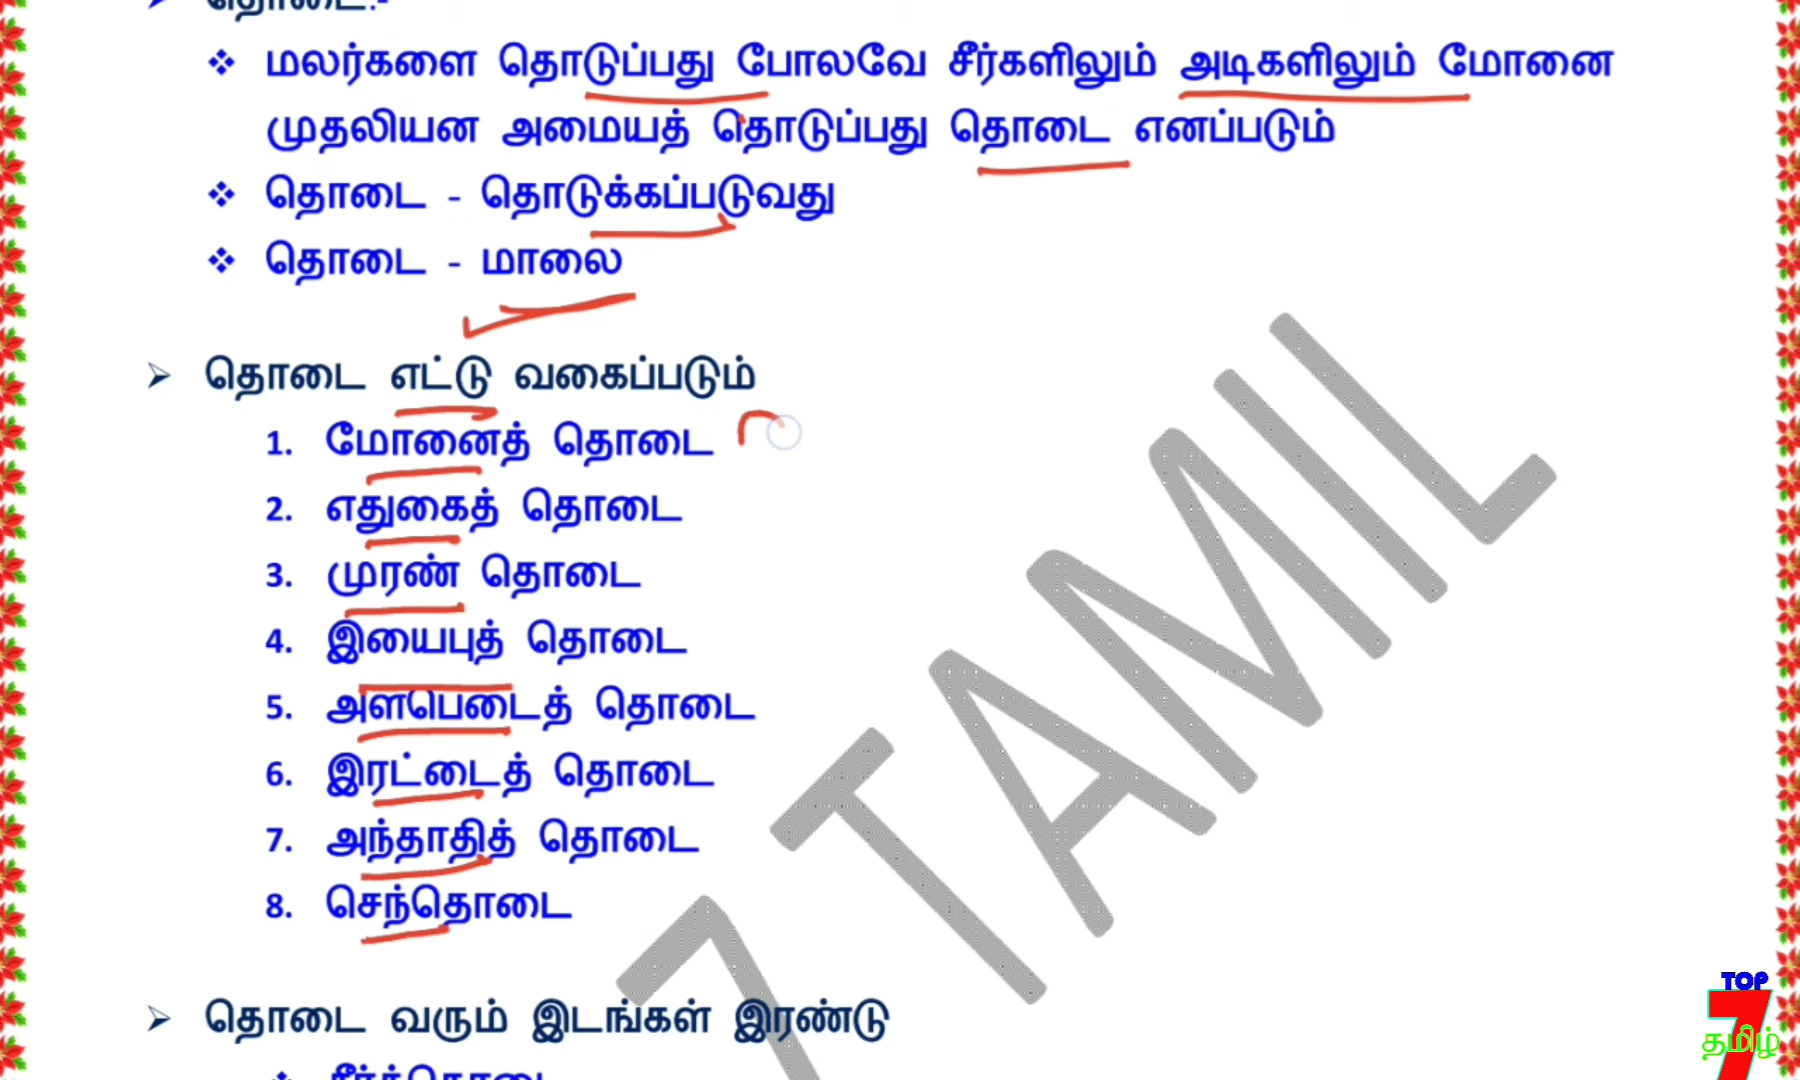 தொடை:-
மலர்களை தொடுப்பது போலவே சீர்களிலும் அடிகளிலும் மோனை
முதலியன அமையத் தொடுப்பது தொடை எனப்படும்
தொடை - தொடுக்கப்படுவது
தொடை - மாலை
தொடை எட்டு வகைப்படும்
1. மோனைத் தொடை
2. எதுகைத் தொடை
3. முரண் தொடை
4. இயைபுத் தொடை
5. அளபெடைத் தொடை
6. இரட்டைத் தொடை
7. அந்தாதித் தொடை
8. செந்தொடை
தொடை வரும் இடங்கள் இரண்டு
7 TAMIL
TOP
7
தமிழ்